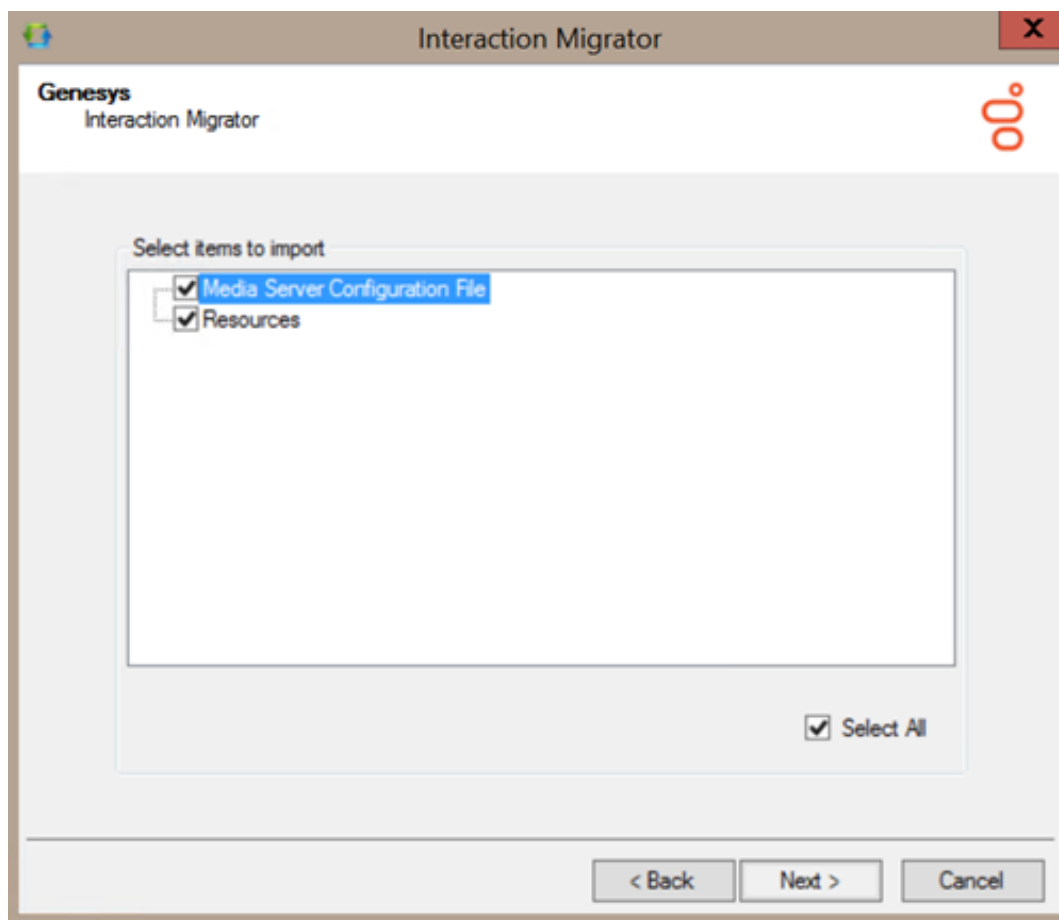 Interaction Migrator
X
Genesys
Interaction Migrator
Select items to import
Media Server Configuration File
Resources
Select All
< Back Next > Cancel